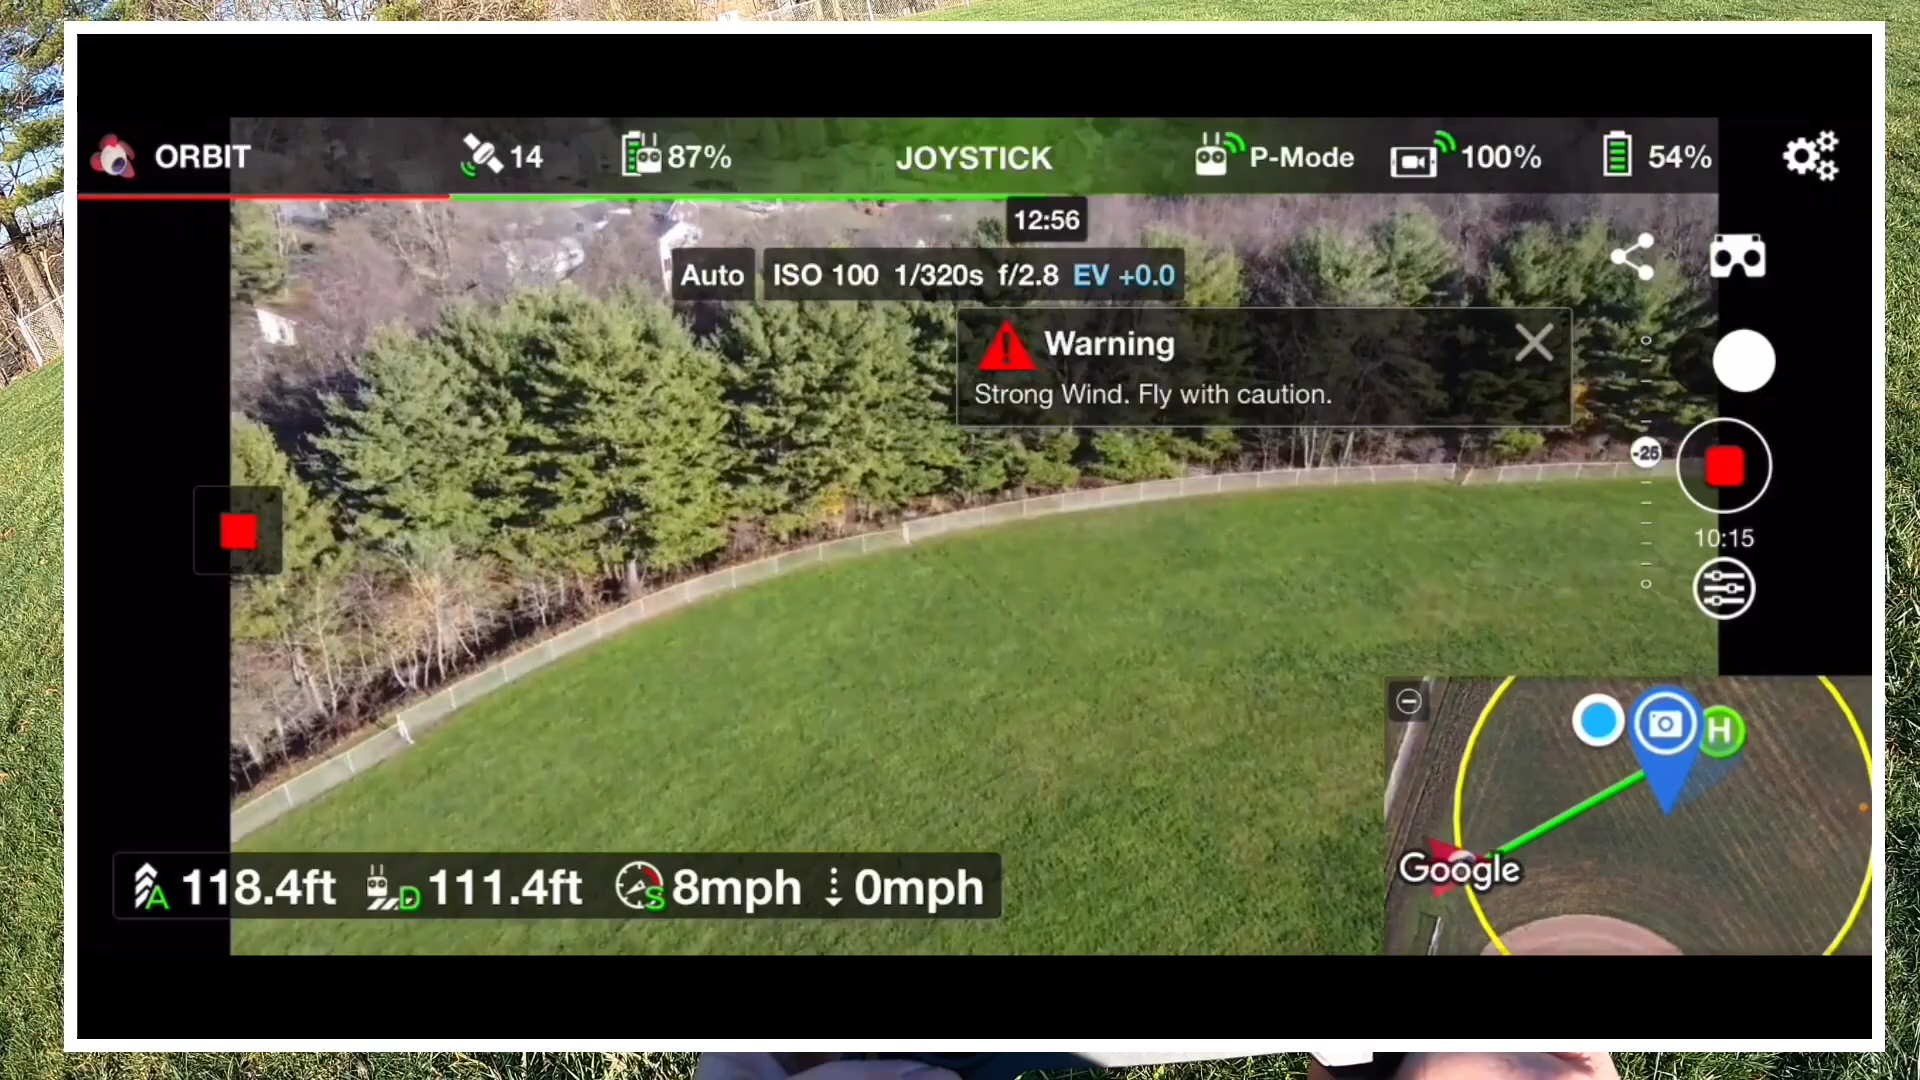 ORBIT
14
87%
JOYSTICK
P-Mode
100%
54%
12:56
Auto
ISO 100 1/320s f/2.8 EV +0.0
Warning
Strong Wind. Fly with caution.
-25
10:15
H
Google
A 118.4ft D 111.4ft S 8mph 0mph